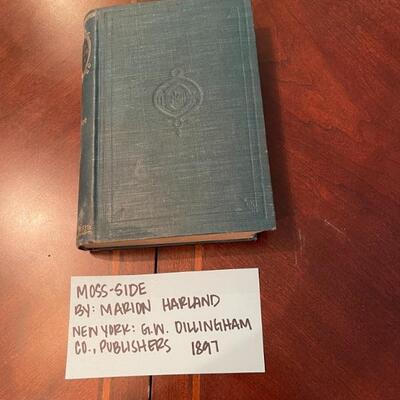 MOSS-SIDE
BY: MARION HARLAND
NEW YORK: G.W. DILLINGHAM
CO., PUBLISHERS 1897